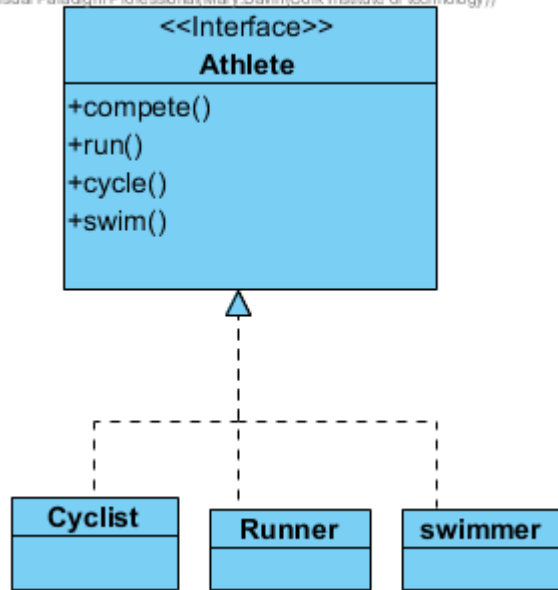 <<Interface>>
Athlete
+compete()
+run()
+cycle()
+swim()
Cyclist
Runner
swimmer